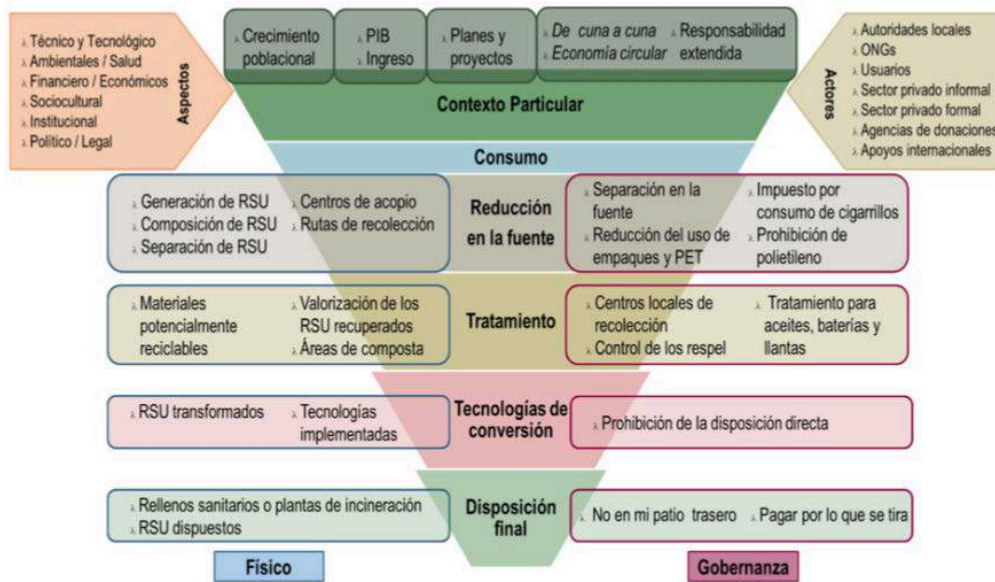 Aspectos
λ Técnico y Tecnológico
λ Ambientales / Salud
λ Financiero / Económicos
λ Sociocultural
λ Institucional
λ Político / Legal
λ Crecimiento
poblacional
λ PIB
λ Ingreso
λ Planes y
proyectos
λ De cuna a cuna
λ Economía circular
λ Responsabilidad
extendida
Actores
λ Autoridades locales
λ ONGs
λ Usuarios
λ Sector privado informal
λ Sector privado formal
λ Agencias de donaciones
λ Apoyos internacionales
Contexto Particular
Consumo
λ Generación de RSU
λ Composición de RSU
λ Separación de RSU
λ Centros de acopio
λ Rutas de recolección
Reducción
en la fuente
λ Separación en la
fuente
λ Reducción del uso de
empaques y PET
λ Impuesto por
consumo de cigarrillos
λ Prohibición de
polietileno
λ Materiales
potencialmente
reciclables
λ Valorización de los
RSU recuperados
λ Áreas de composta
Tratamiento
λ Centros locales de
recolección
λ Control de los respel
λ Tratamiento para
aceites, baterías y
llantas
λ RSU transformados
λ Tecnologías
implementadas
Tecnologías de
conversión
λ Prohibición de la disposición directa
λ Rellenos sanitarios o plantas de incineración
λ RSU dispuestos
Disposición
final
λ No en mi patio trasero
λ Pagar por lo que se tira
Físico
Gobernanza